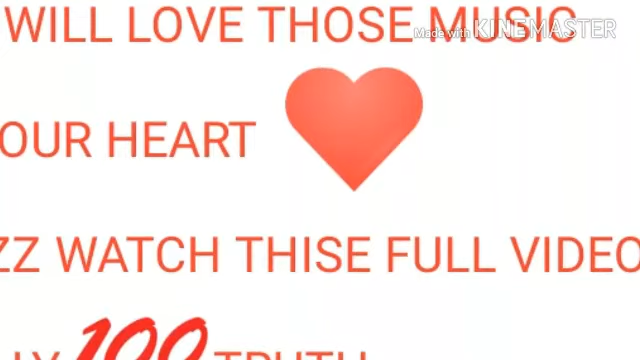 WILL LOVE THOSE MUSIC
Made with KINEMASTER
OUR HEART
ZZ WATCH THISE FULL VIDEO
100 TRUTH